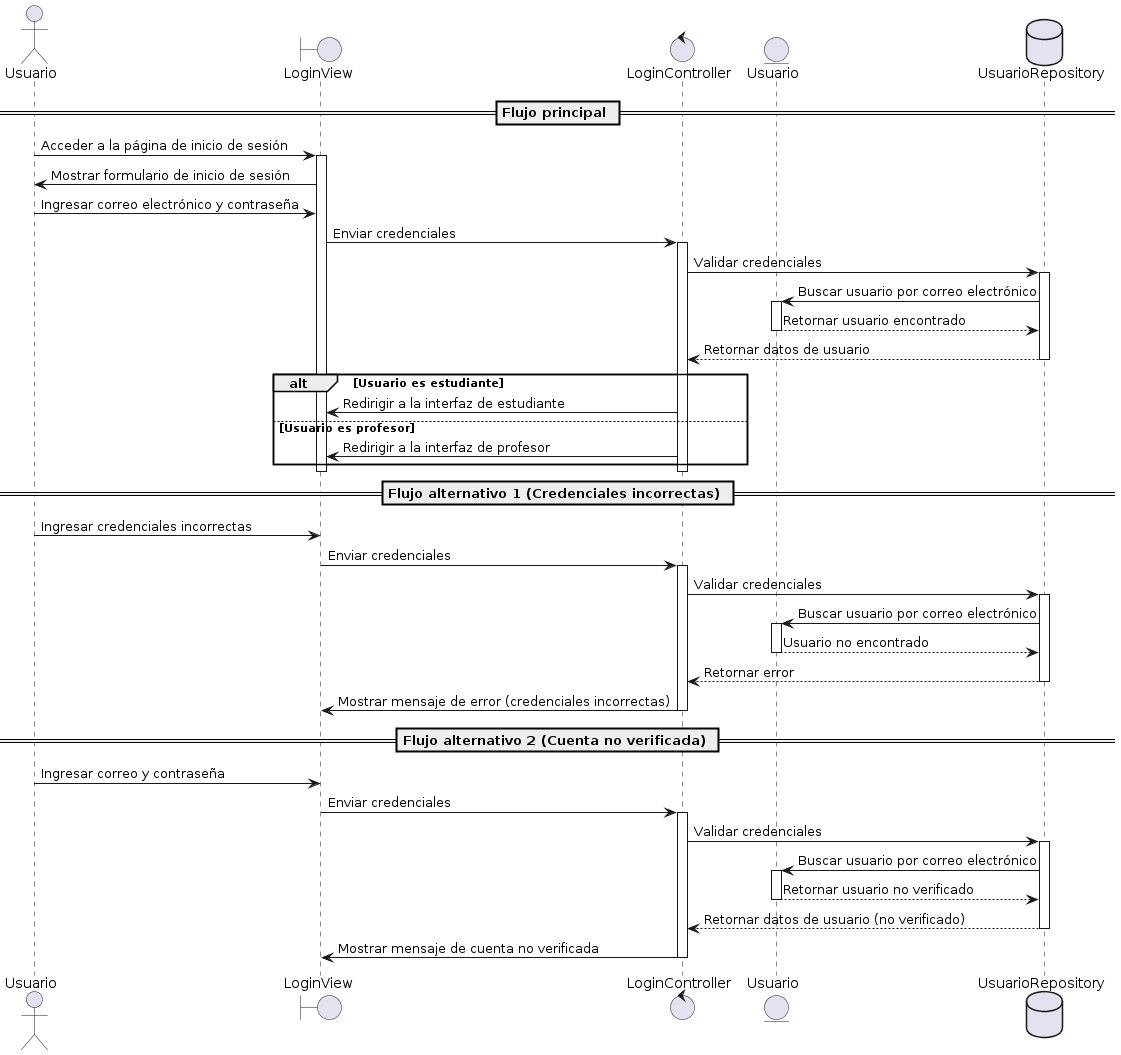 Usuario
LoginView
LoginController
Usuario
UsuarioRepository
Flujo principal
Acceder a la página de inicio de sesión
Mostrar formulario de inicio de sesión
Ingresar correo electrónico y contraseña
Enviar credenciales
Validar credenciales
Buscar usuario por correo electrónico
Retornar usuario encontrado
Retornar datos de usuario
alt
[Usuario es estudiante]
Redirigir a la interfaz de estudiante
[Usuario es profesor]
Redirigir a la interfaz de profesor
Flujo alternativo 1 (Credenciales incorrectas)
Ingresar credenciales incorrectas
Enviar credenciales
Validar credenciales
Buscar usuario por correo electrónico
Usuario no encontrado
Retornar error
Mostrar mensaje de error (credenciales incorrectas)
Flujo alternativo 2 (Cuenta no verificada)
Ingresar correo y contraseña
Enviar credenciales
Validar credenciales
Buscar usuario por correo electrónico
Retornar usuario no verificado
Retornar datos de usuario (no verificado)
Mostrar mensaje de cuenta no verificada
Usuario
LoginView
LoginController
Usuario
UsuarioRepository